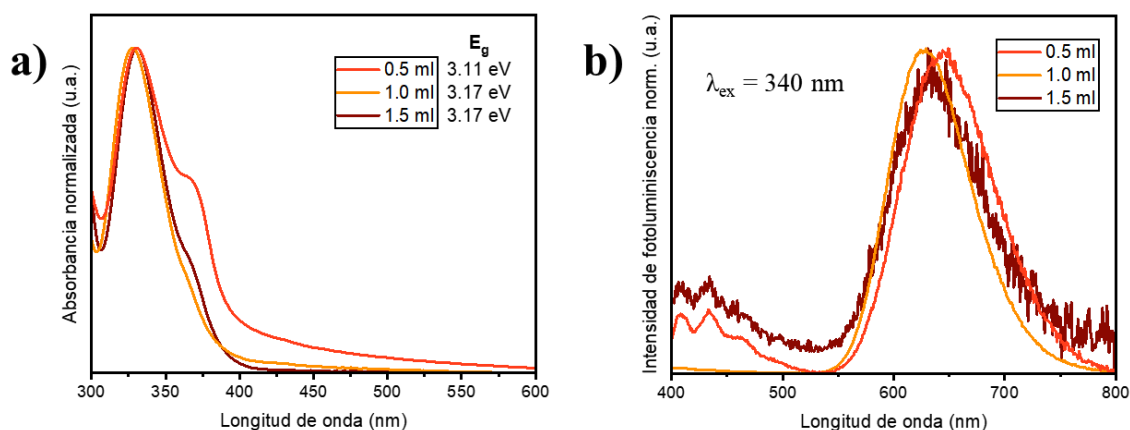 a)
E_g
0.5 ml 3.11 eV
1.0 ml 3.17 eV
1.5 ml 3.17 eV
Absorbancia normalizada (u.a.)
300 350 400 450 500 550 600
Longitud de onda (nm)
b)
λ_ex = 340 nm
0.5 ml
1.0 ml
1.5 ml
Intensidad de fotoluminiscencia norm. (u.a.)
400 500 600 700 800
Longitud de onda (nm)